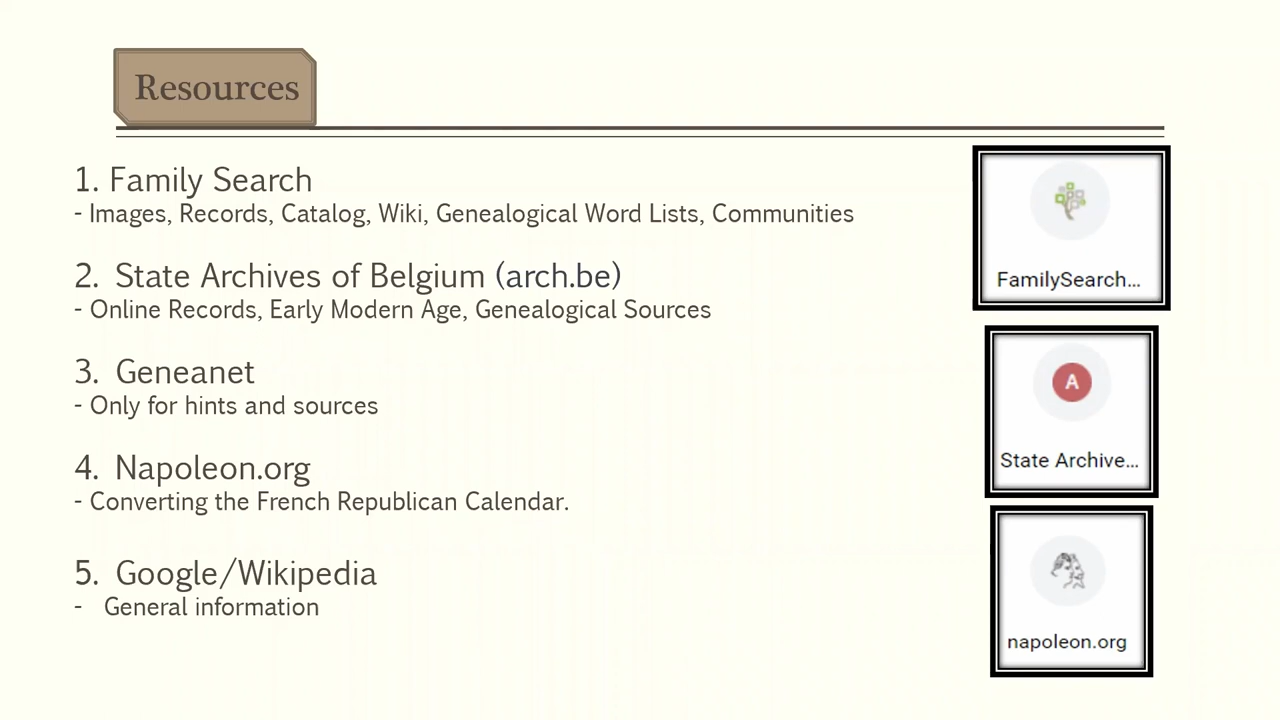 Resources
1. Family Search
- Images, Records, Catalog, Wiki, Genealogical Word Lists, Communities
2. State Archives of Belgium (arch.be)
- Online Records, Early Modern Age, Genealogical Sources
3. Geneanet
- Only for hints and sources
4. Napoleon.org
- Converting the French Republican Calendar.
5. Google/Wikipedia
- General information
FamilySearch...
A
State Archive...
napoleon.org